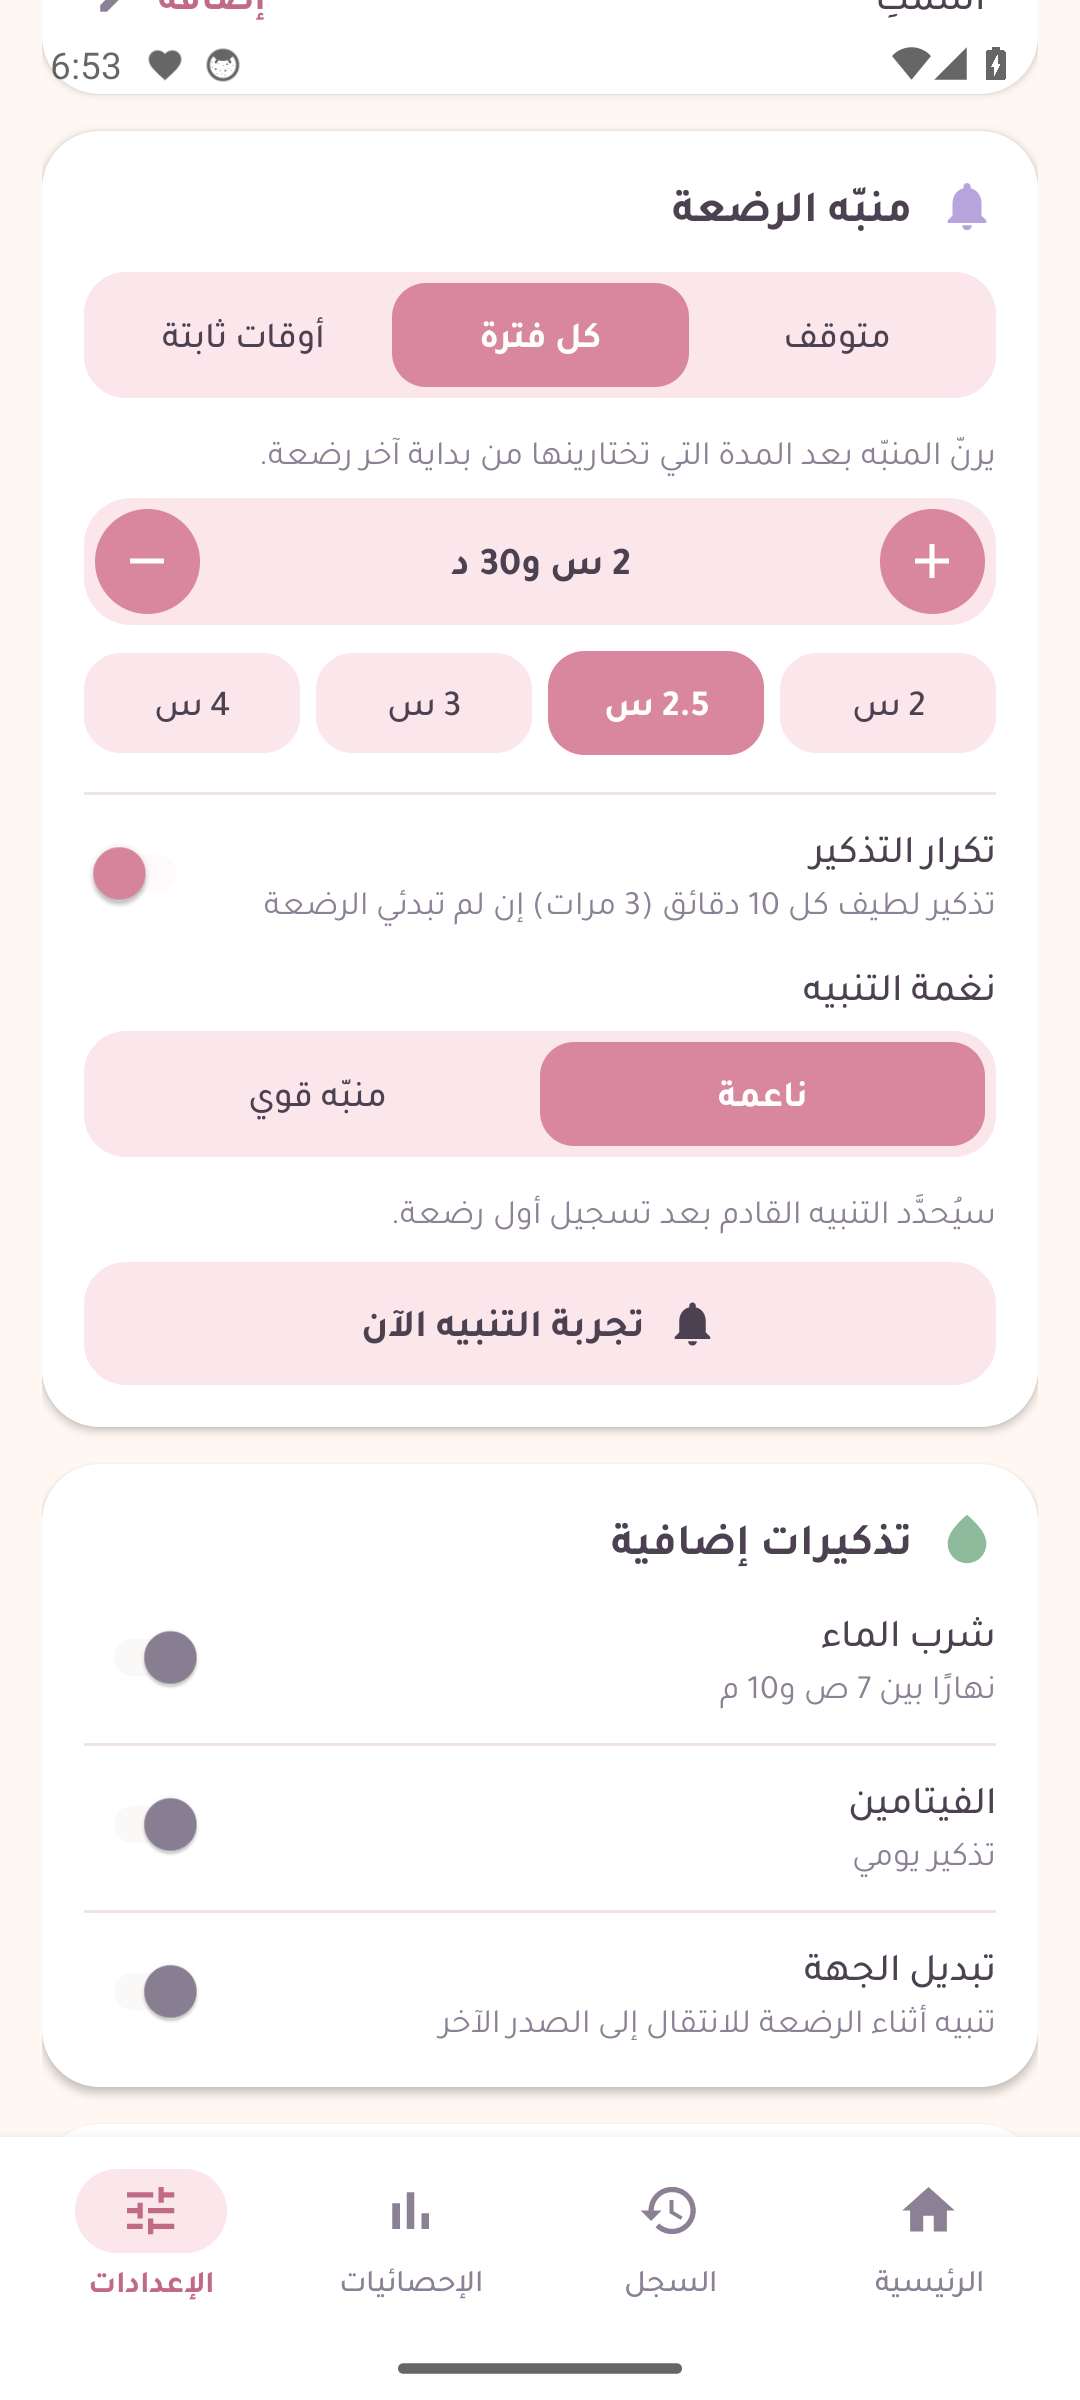 اسمكِ
إضافة
6:53
منبّه الرضعة
متوقف
كل فترة
أوقات ثابتة
يرنّ المنبّه بعد المدة التي تختارينها من بداية آخر رضعة.
2 س و30 د
2 س
2.5 س
3 س
4 س
تكرار التذكير
تذكير لطيف كل 10 دقائق (3 مرات) إن لم تبدئي الرضعة
نغمة التنبيه
ناعمة
منبّه قوي
سيُحدَّد التنبيه القادم بعد تسجيل أول رضعة.
تجربة التنبيه الآن
تذكيرات إضافية
شرب الماء
نهارًا بين 7 ص و10 م
الفيتامين
تذكير يومي
تبديل الجهة
تنبيه أثناء الرضعة للانتقال إلى الصدر الآخر
الرئيسية
السجل
الإحصائيات
الإعدادات